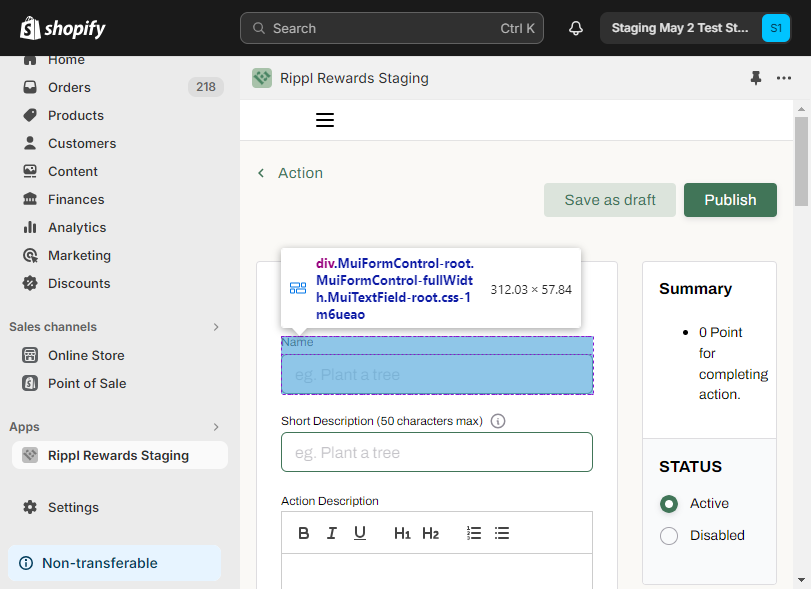 shopify
Search
Ctrl K
Staging May 2 Test St...
S1
Home
Orders
218
Products
Customers
Content
Finances
Analytics
Marketing
Discounts
Sales channels
Online Store
Point of Sale
Apps
Rippl Rewards Staging
Settings
Non-transferable
Rippl Rewards Staging
Action
Save as draft
Publish
div.MuiFormControl-root.
MuiFormControl-fullWidt
h.MuiTextField-root.css-1
m6ueao
312.03 × 57.84
Name
eg. Plant a tree
Short Description (50 characters max)
eg. Plant a tree
Action Description
B I U H1 H2
Summary
• 0 Point
for
completing
action.
STATUS
Active
Disabled